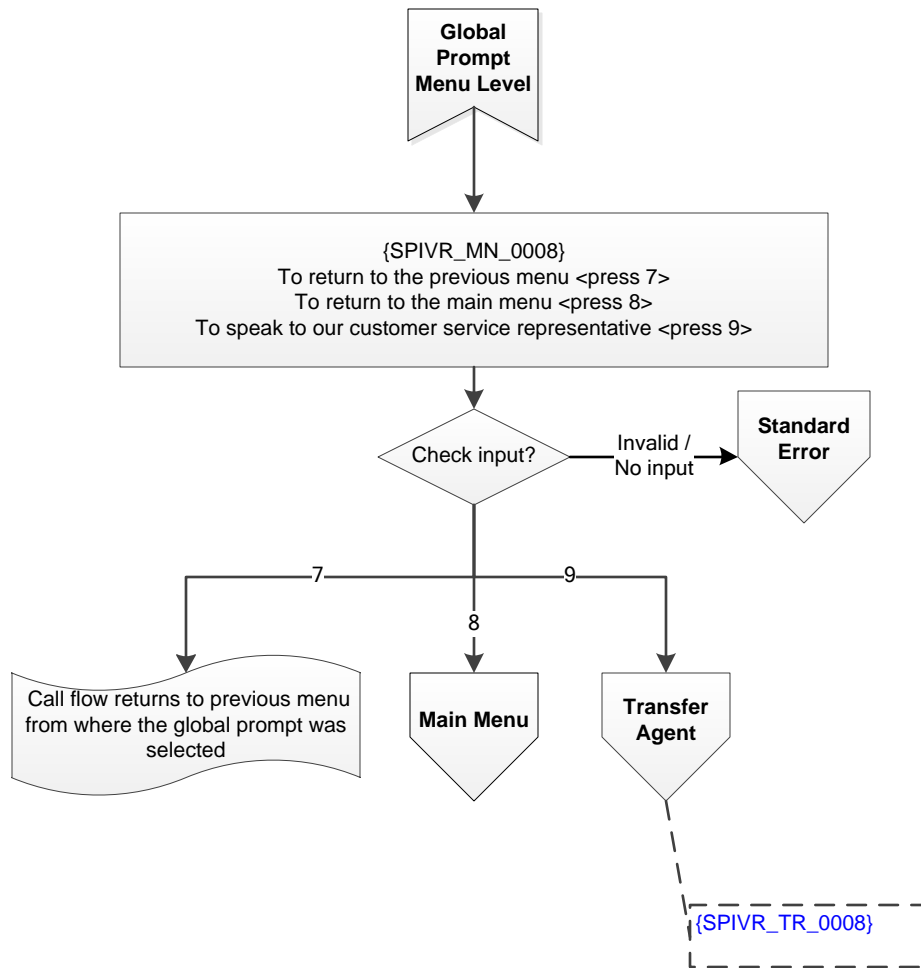 Global
Prompt
Menu Level
{SPIVR_MN_0008}
To return to the previous menu <press 7>
To return to the main menu <press 8>
To speak to our customer service representative <press 9>
Check input?
Invalid /
No input
Standard
Error
7
9
8
Call flow returns to previous menu
from where the global prompt was
selected
Main Menu
Transfer
Agent
{SPIVR_TR_0008}